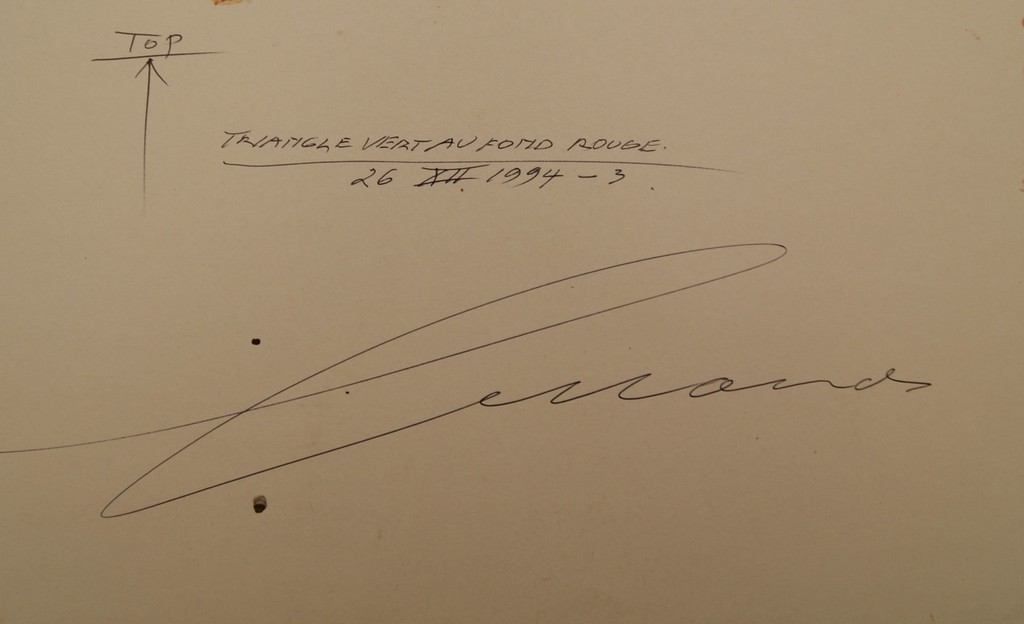 TOP
TRIANGLE VERT AU FOND ROUGE.
26 XII. 1994 - 3.